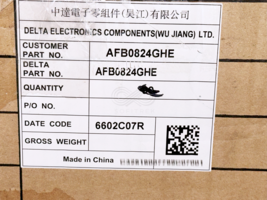 中達電子零組件(吳江)有限公司
DELTA ELECTRONICS COMPONENTS(WU JIANG) LTD.
CUSTOMER PART NO. AFB0824GHE
DELTA PART NO. AFB0824GHE
QUANTITY
P/O NO.
DATE CODE 6602C07R
GROSS WEIGHT
Made in China